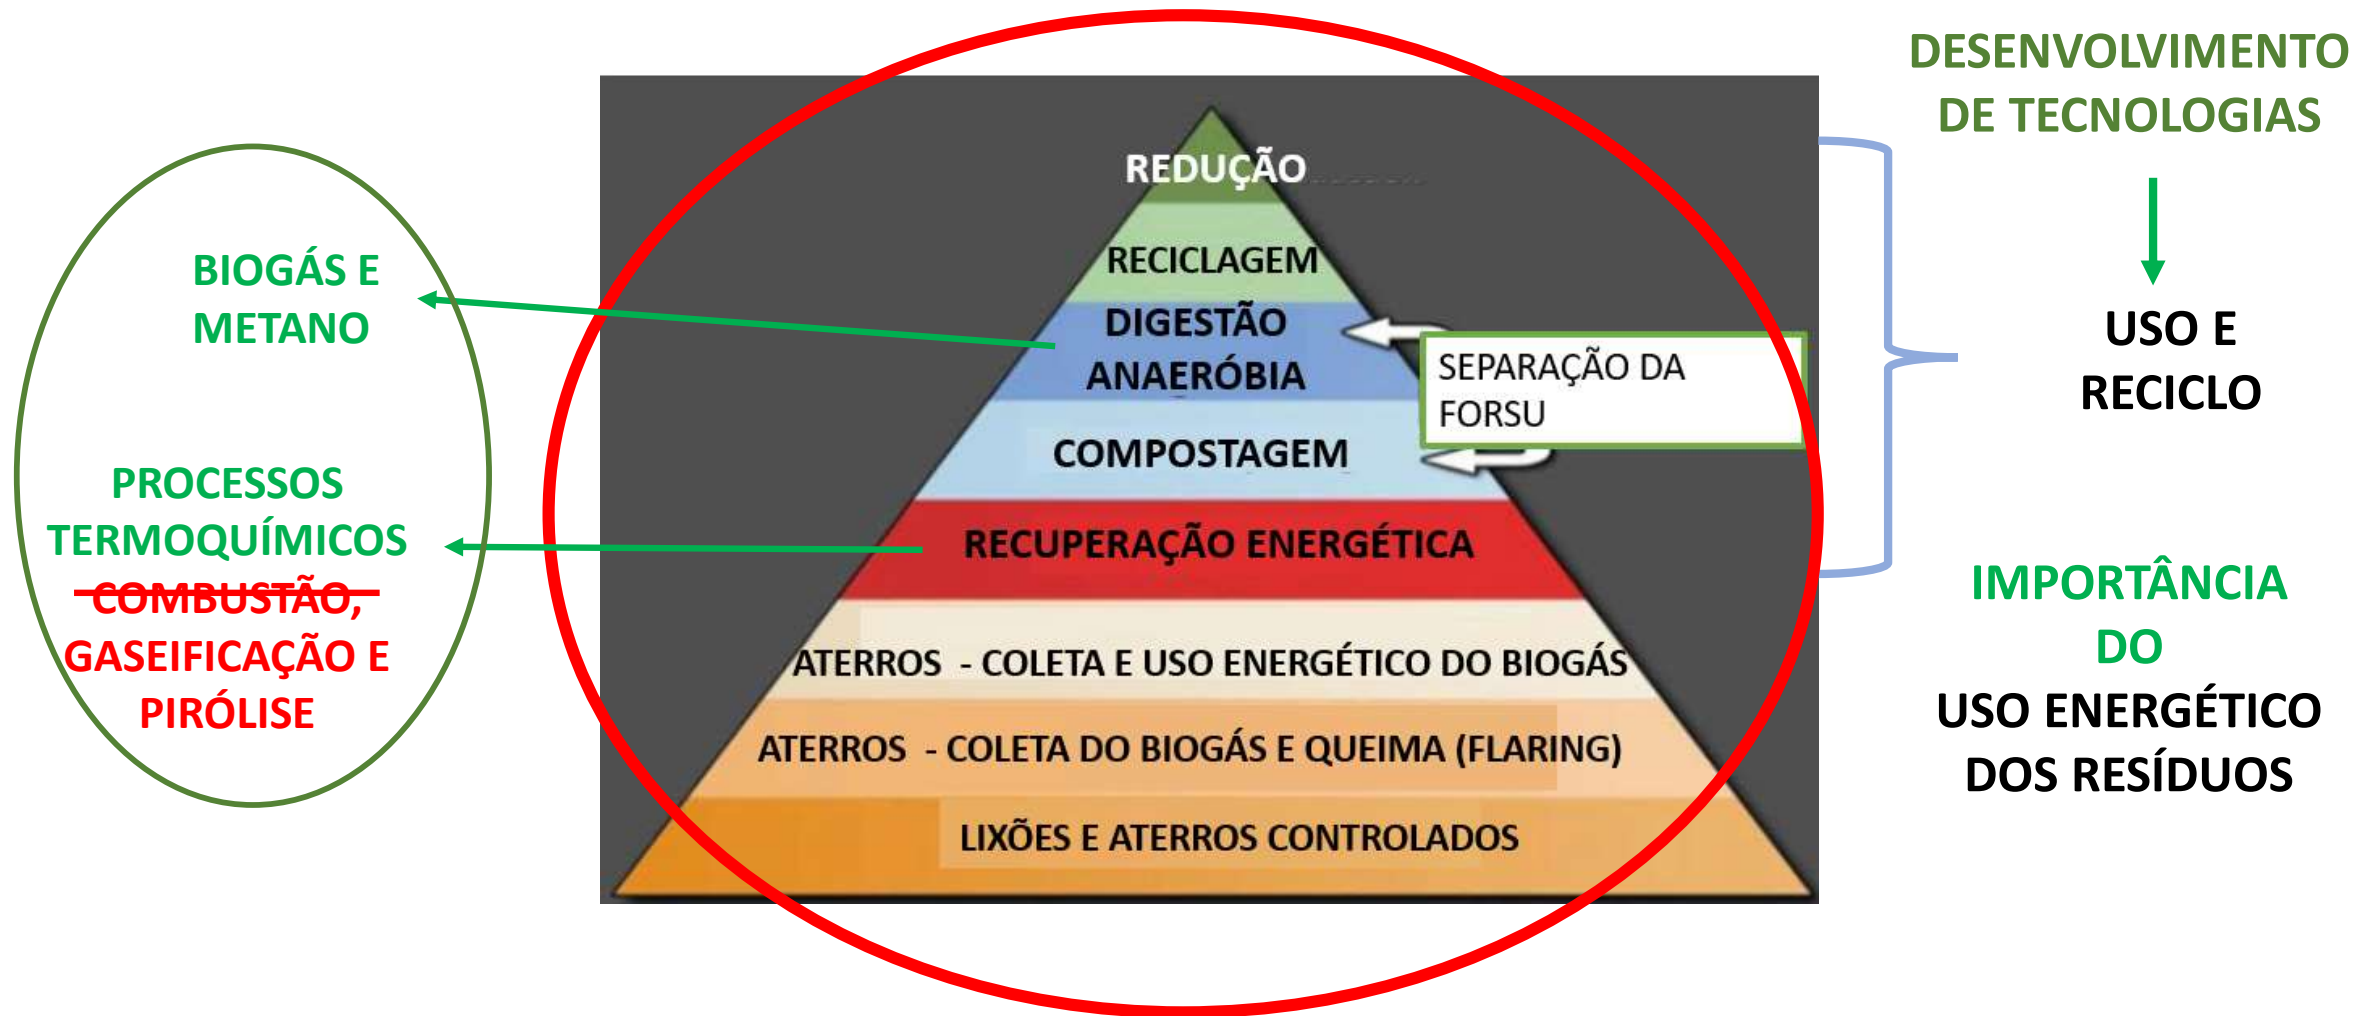 BIOGÁS E
METANO
PROCESSOS
TERMOQUÍMICOS
COMBUSTÃO,
GASEIFICAÇÃO E
PIRÓLISE
REDUÇÃO
RECICLAGEM
DIGESTÃO
ANAERÓBIA
COMPOSTAGEM
RECUPERAÇÃO ENERGÉTICA
ATERROS - COLETA E USO ENERGÉTICO DO BIOGÁS
ATERROS - COLETA DO BIOGÁS E QUEIMA (FLARING)
LIXÕES E ATERROS CONTROLADOS
SEPARAÇÃO DA
FORSU
DESENVOLVIMENTO
DE TECNOLOGIAS
USO E
RECICLO
IMPORTÂNCIA
DO
USO ENERGÉTICO
DOS RESÍDUOS